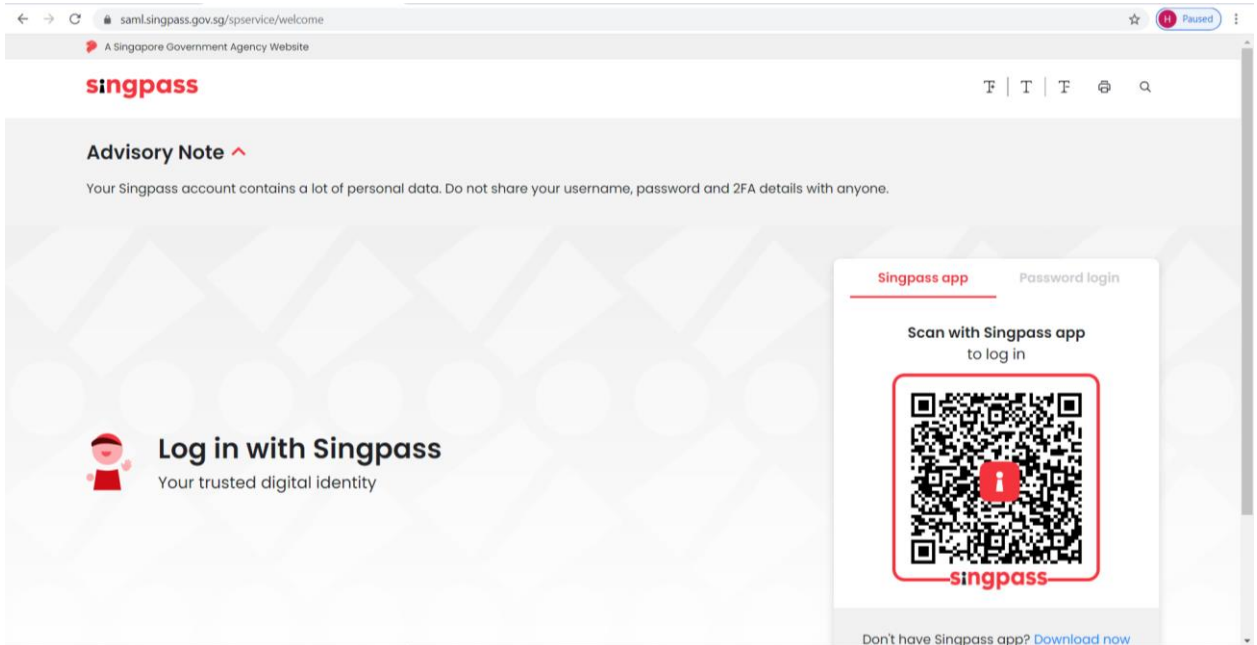 saml.singpass.gov.sg/spservice/welcome
H Paused
A Singapore Government Agency Website
singpass
Advisory Note
Your Singpass account contains a lot of personal data. Do not share your username, password and 2FA details with anyone.
Singpass app Password login
Scan with Singpass app
to log in
Log in with Singpass
Your trusted digital identity
singpass
Don't have Singpass app? Download now